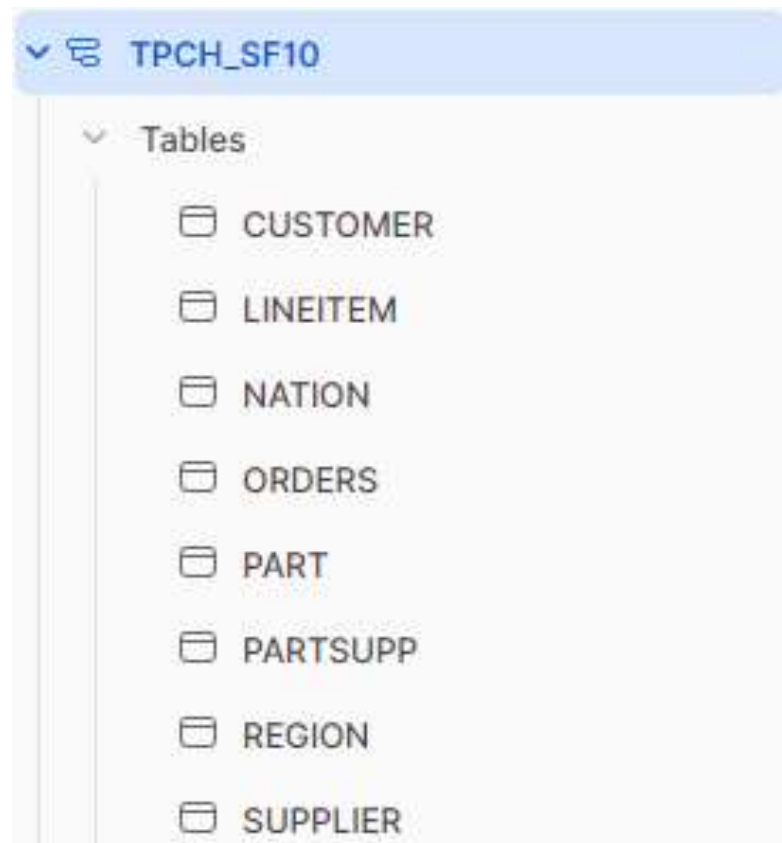 TPCH_SF10
Tables
CUSTOMER
LINEITEM
NATION
ORDERS
PART
PARTSUPP
REGION
SUPPLIER